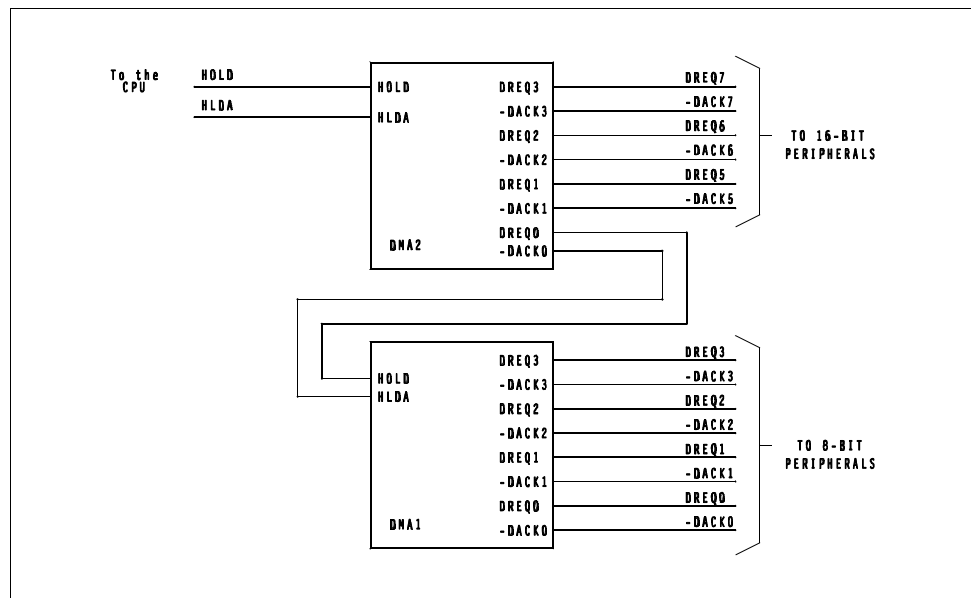 To the
CPU
HOLD
HLDA
HOLD
HLDA
DMA2
DREQ3
-DACK3
DREQ2
-DACK2
DREQ1
-DACK1
DREQ0
-DACK0
DREQ7
-DACK7
DREQ6
-DACK6
DREQ5
-DACK5
TO 16-BIT
PERIPHERALS
HOLD
HLDA
DMA1
DREQ3
-DACK3
DREQ2
-DACK2
DREQ1
-DACK1
DREQ0
-DACK0
DREQ3
-DACK3
DREQ2
-DACK2
DREQ1
-DACK1
DREQ0
-DACK0
TO 8-BIT
PERIPHERALS